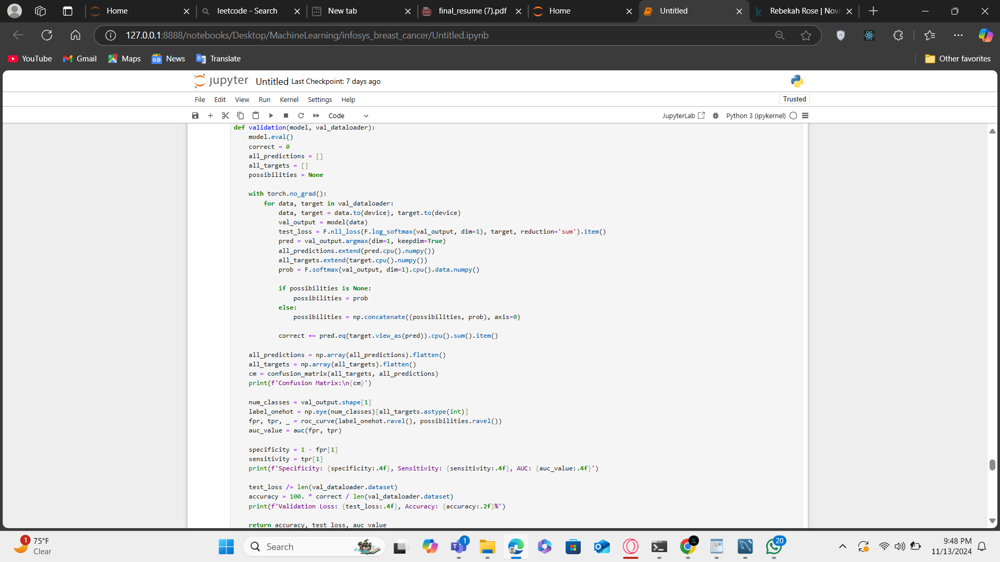 Home
leetcode - Search
New tab
final_resume (7).pdf
Home
Untitled
Rebekah Rose | Novi
127.0.0.1:8888/notebooks/Desktop/MachineLearning/infosys_breast_cancer/Untitled.ipynb
YouTube
Gmail
Maps
News
Translate
Other favorites
jupyter Untitled Last Checkpoint: 7 days ago
File Edit View Run Kernel Settings Help
Trusted
Code
JupyterLab
Python 3 (ipykernel)
def validation(model, val_dataloader):
    model.eval()
    correct = 0
    all_predictions = []
    all_targets = []
    possibilities = None

    with torch.no_grad():
        for data, target in val_dataloader:
            data, target = data.to(device), target.to(device)
            val_output = model(data)
            test_loss = F.nll_loss(F.log_softmax(val_output, dim=1), target, reduction='sum').item()
            pred = val_output.argmax(dim=1, keepdim=True)
            all_predictions.extend(pred.cpu().numpy())
            all_targets.extend(target.cpu().numpy())
            prob = F.softmax(val_output, dim=1).cpu().data.numpy()

            if possibilities is None:
                possibilities = prob
            else:
                possibilities = np.concatenate((possibilities, prob), axis=0)

            correct += pred.eq(target.view_as(pred)).cpu().sum().item()

    all_predictions = np.array(all_predictions).flatten()
    all_targets = np.array(all_targets).flatten()
    cm = confusion_matrix(all_targets, all_predictions)
    print(f'Confusion Matrix:\n{cm}')

    num_classes = val_output.shape[1]
    label_onehot = np.eye(num_classes)[all_targets.astype(int)]
    fpr, tpr, _ = roc_curve(label_onehot.ravel(), possibilities.ravel())
    auc_value = auc(fpr, tpr)

    specificity = 1 - fpr[1]
    sensitivity = tpr[1]
    print(f'Specificity: {specificity:.4f}, Sensitivity: {sensitivity:.4f}, AUC: {auc_value:.4f}')

    test_loss /= len(val_dataloader.dataset)
    accuracy = 100. * correct / len(val_dataloader.dataset)
    print(f'Validation Loss: {test_loss:.4f}, Accuracy: {accuracy:.2f}%')

    return accuracy, test_loss, auc_value
1
75°F
Clear
Search
1
20
9:48 PM
11/13/2024